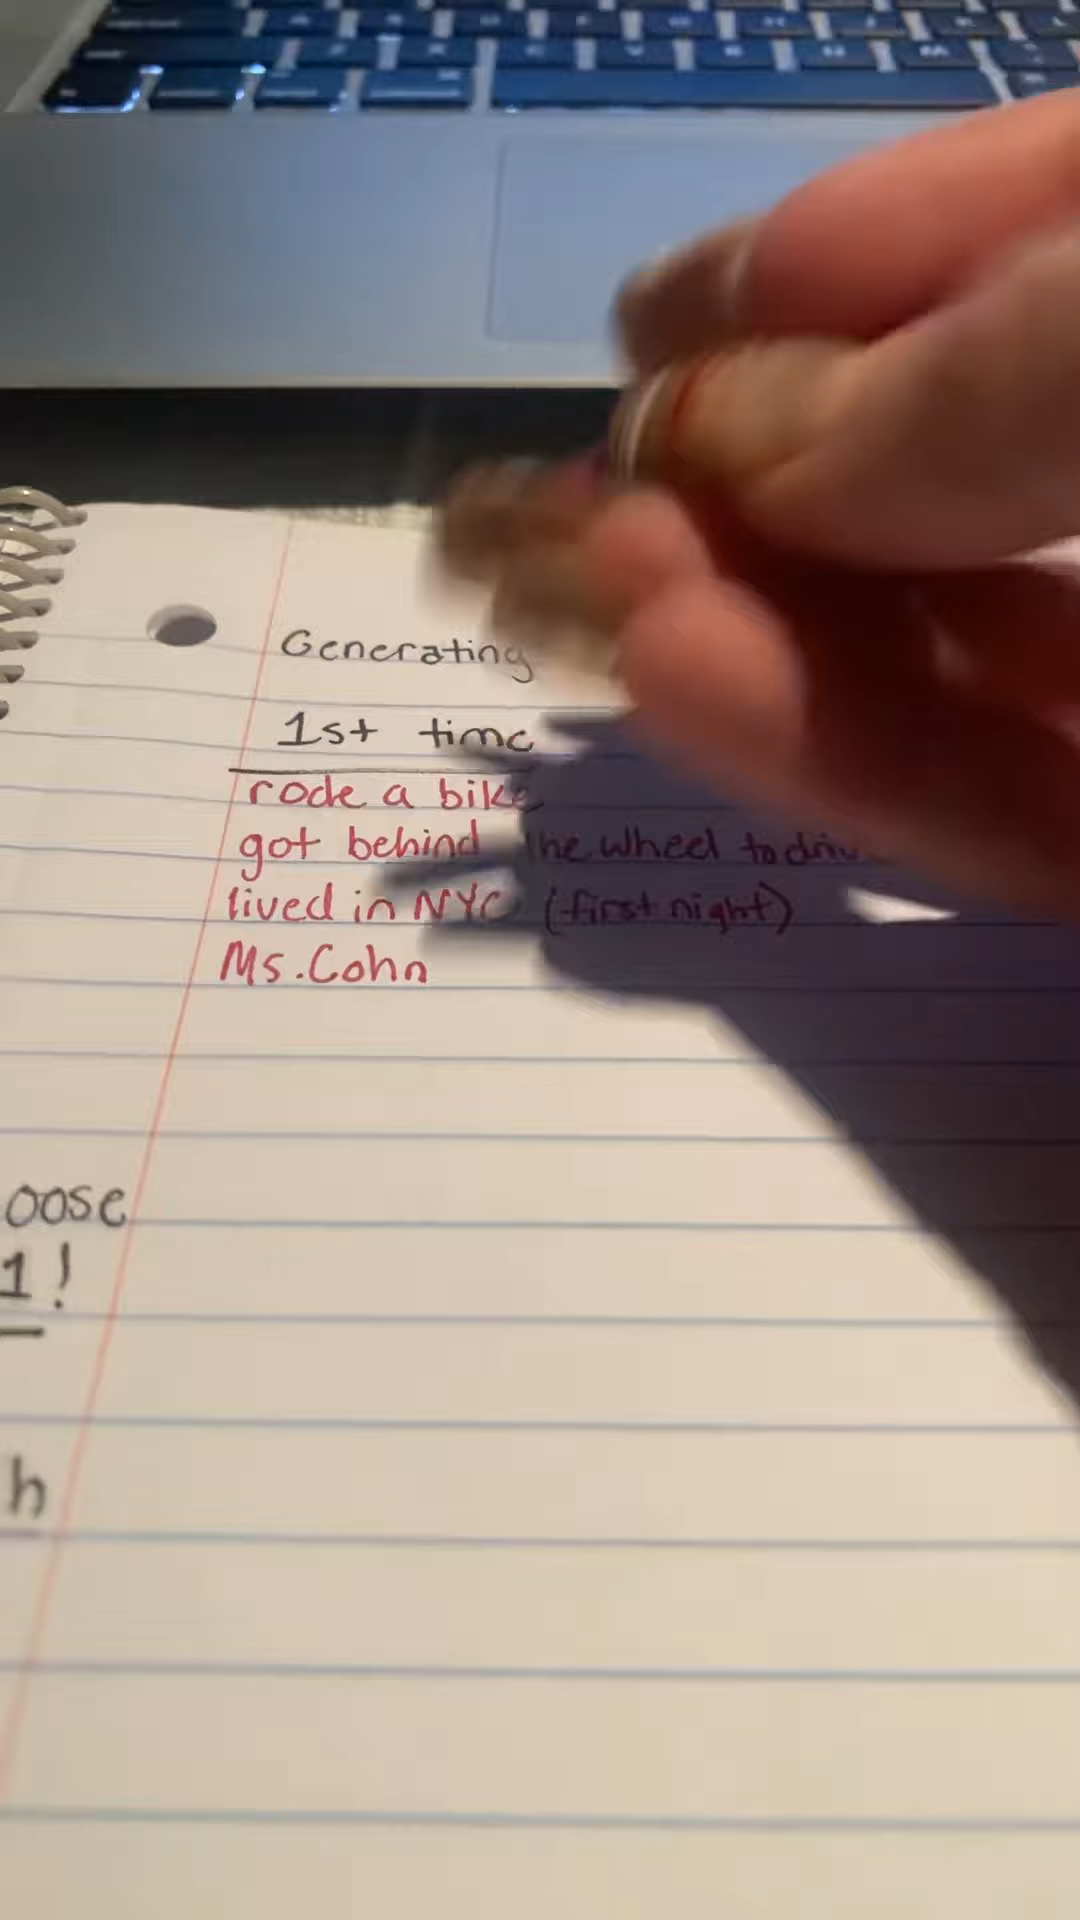 Generating
1st time
rode a bike
got behind the wheel to drive
lived in NYC (first night)
Ms. Cohn
oose
1!
h